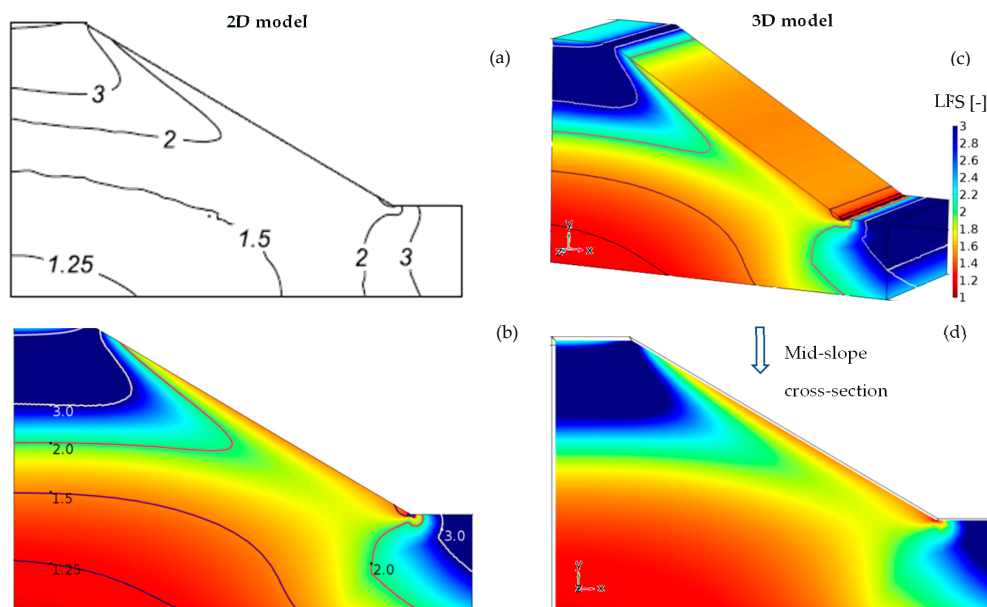 2D model
3D model
(a)
(c)
3
2
1.5
1.25
2
3
LFS [-]
3
2.8
2.6
2.4
2.2
2
1.8
1.6
1.4
1.2
1
y
z
x
(b)
(d)
Mid-slope
cross-section
3.0
2.0
1.5
1.25
3.0
2.0
y
z
x